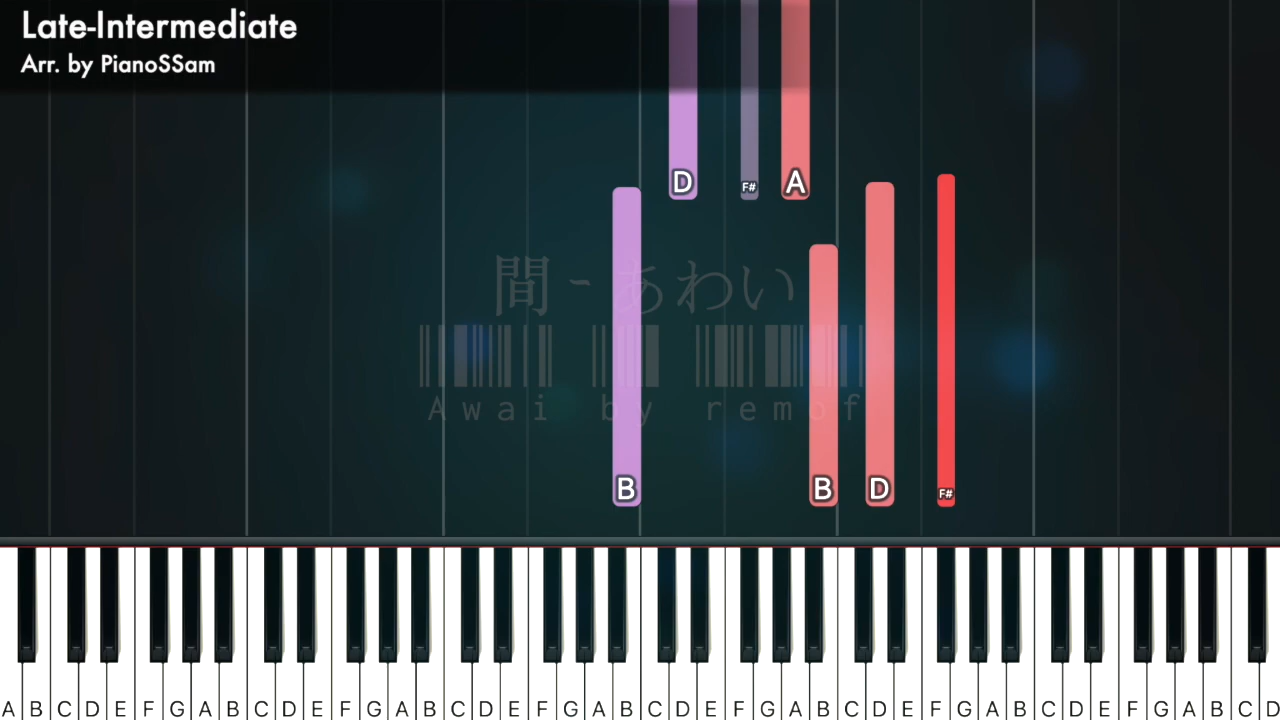 Late-Intermediate
Arr. by PianoSSam
D F# A
間 - あわい
Awai by remof
B B D F#
A B C D E F G A B C D E F G A B C D E F G A B C D E F G A B C D E F G A B C D E F G A B C D